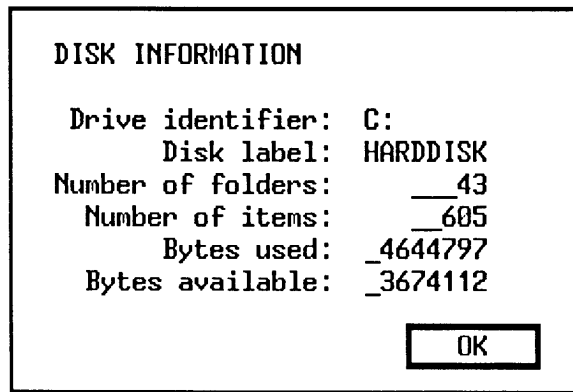 DISK INFORMATION
Drive identifier: C:
Disk label: HARDDISK
Number of folders: ___43
Number of items: __605
Bytes used: _4644797
Bytes available: _3674112
OK